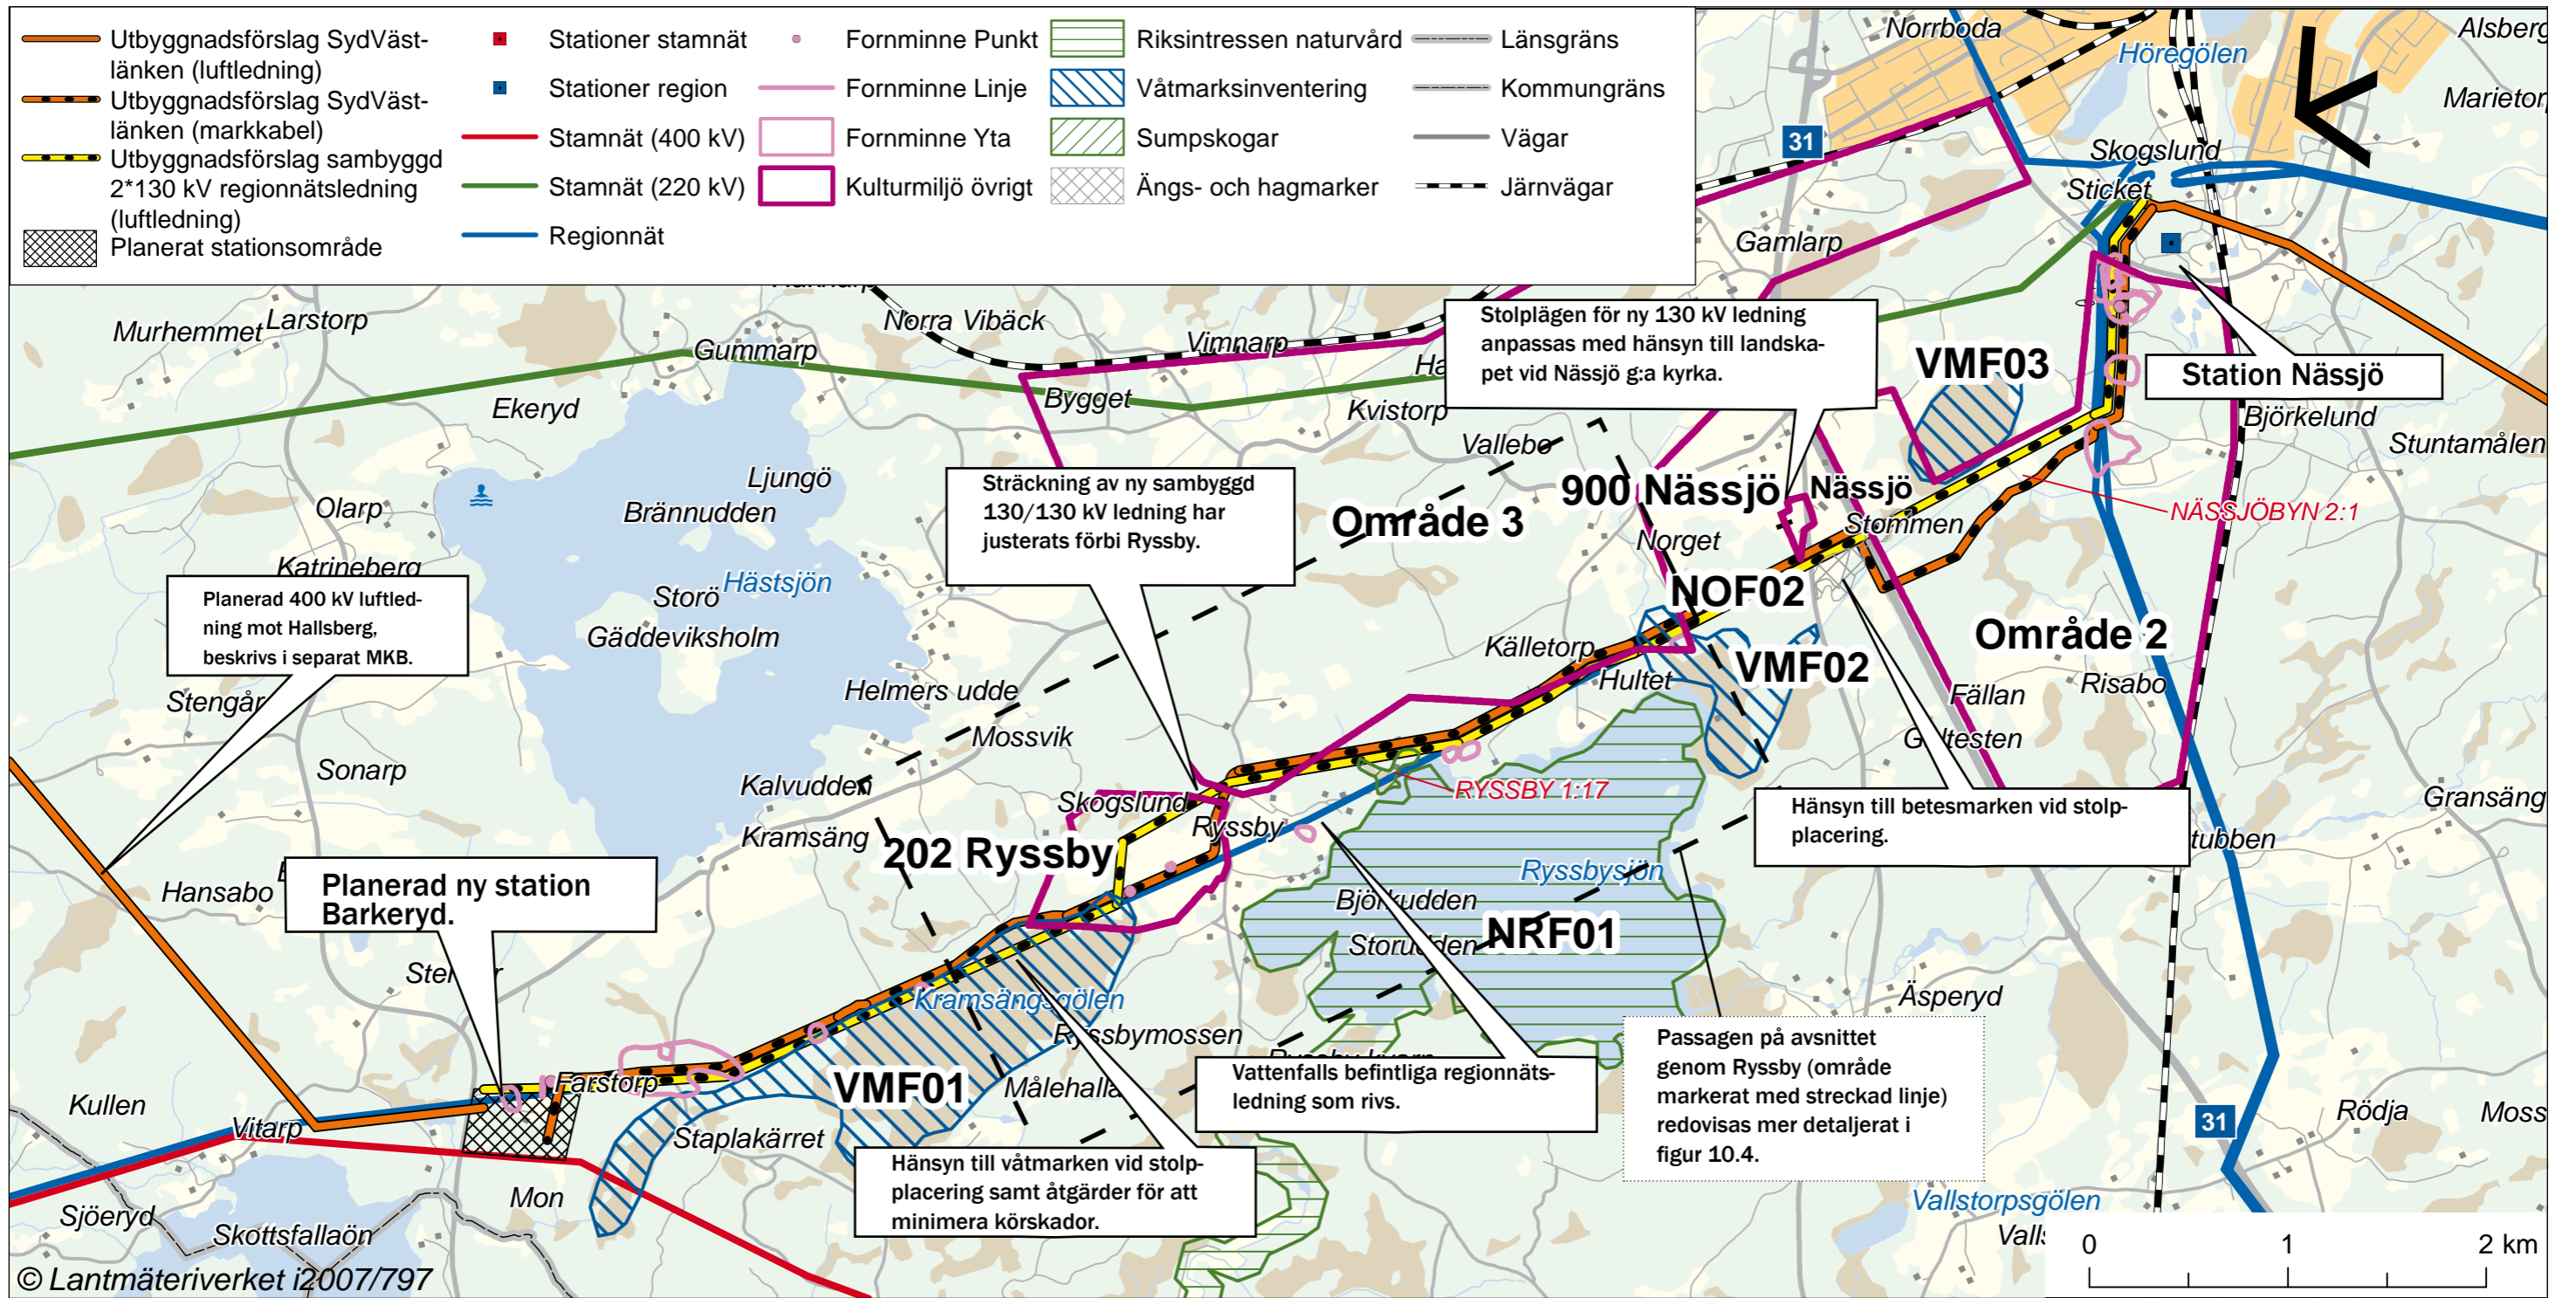 Utbyggnadsförslag SydVäst-
länken (luftledning)
Utbyggnadsförslag SydVäst-
länken (markkabel)
Utbyggnadsförslag sambyggd
2*130 kV regionnätsledning
(luftledning)
Planerat stationsområde
Stationer stamnät
Stationer region
Stamnät (400 kV)
Stamnät (220 kV)
Regionnät
Fornminne Punkt
Fornminne Linje
Fornminne Yta
Kulturmiljö övrigt
Riksintressen naturvård
Våtmarksinventering
Sumpskogar
Ängs- och hagmarker
Länsgräns
Kommungräns
Vägar
Järnvägar
Norrboda
Höregölen
Alsberg
Marietorp
31
Skogslund
Sticket
Gamlarp
Murhemmet
Larstorp
Gummarp
Norra Vibäck
Vimnarp
Ekeryd
Bygget
Kvistorp
Vallebo
Stolplägen för ny 130 kV ledning
anpassas med hänsyn till landska-
pet vid Nässjö g:a kyrka.
VMF03
Station Nässjö
Björkelund
Stuntamålen
Olarp
Ljungö
Brännudden
Sträckning av ny sambyggd
130/130 kV ledning har
justerats förbi Ryssby.
Område 3
900 Nässjö
Nässjö
Stommen
NÄSSJÖBYN 2:1
Norget
Katrineberg
Storö
Hästsjön
Gäddeviksholm
Planerad 400 kV luftled-
ning mot Hallsberg,
beskrivs i separat MKB.
NOF02
Område 2
Källetorp
Hultet
VMF02
Fällan
Risabo
Stengår
Helmers udde
Mossvik
Sonarp
Kalvudden
Kramsäng
Skogslund
Ryssby
RYSSBY 1:17
Hänsyn till betesmarken vid stolp-
placering.
Gransäng
tubben
202 Ryssby
Hansabo
Planerad ny station
Barkeryd.
Ryssbysjön
Björkudden
Storudden
NRF01
Kramsängsgölen
Ryssbymossen
Äsperyd
VMF01
Målehalla
Vattenfalls befintliga regionnäts-
ledning som rivs.
Passagen på avsnittet
genom Ryssby (område
markerat med streckad linje)
redovisas mer detaljerat i
figur 10.4.
Farstorp
Kullen
Vitarp
Staplakärret
31
Rödja
Moss
Hänsyn till våtmarken vid stolp-
placering samt åtgärder för att
minimera körskador.
Mon
Sjöeryd
Skottsfallaön
Vallstorpsgölen
Valls
0 1 2 km
© Lantmäteriverket i2007/797